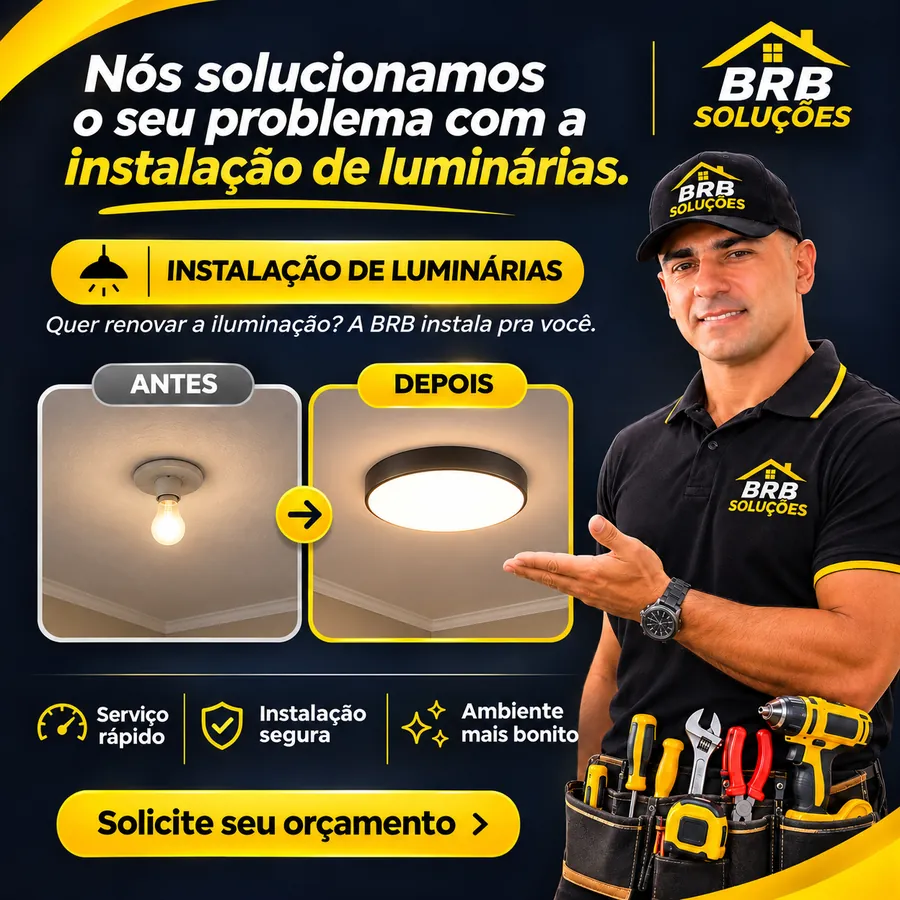 Nós solucionamos
o seu problema com a
instalação de luminárias.
BRB
SOLUÇÕES
BRB
SOLUÇÕES
INSTALAÇÃO DE LUMINÁRIAS
Quer renovar a iluminação? A BRB instala pra você.
ANTES
DEPOIS
BRB
SOLUÇÕES
Serviço
rápido
Instalação
segura
Ambiente
mais bonito
Solicite seu orçamento